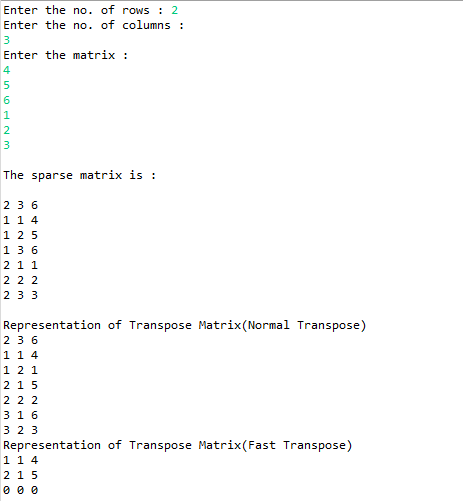 Enter the no. of rows : 2
Enter the no. of columns :
3
Enter the matrix :
4
5
6
1
2
3
The sparse matrix is :
2 3 6
1 1 4
1 2 5
1 3 6
2 1 1
2 2 2
2 3 3
Representation of Transpose Matrix(Normal Transpose)
2 3 6
1 1 4
1 2 1
2 1 5
2 2 2
3 1 6
3 2 3
Representation of Transpose Matrix(Fast Transpose)
1 1 4
2 1 5
0 0 0